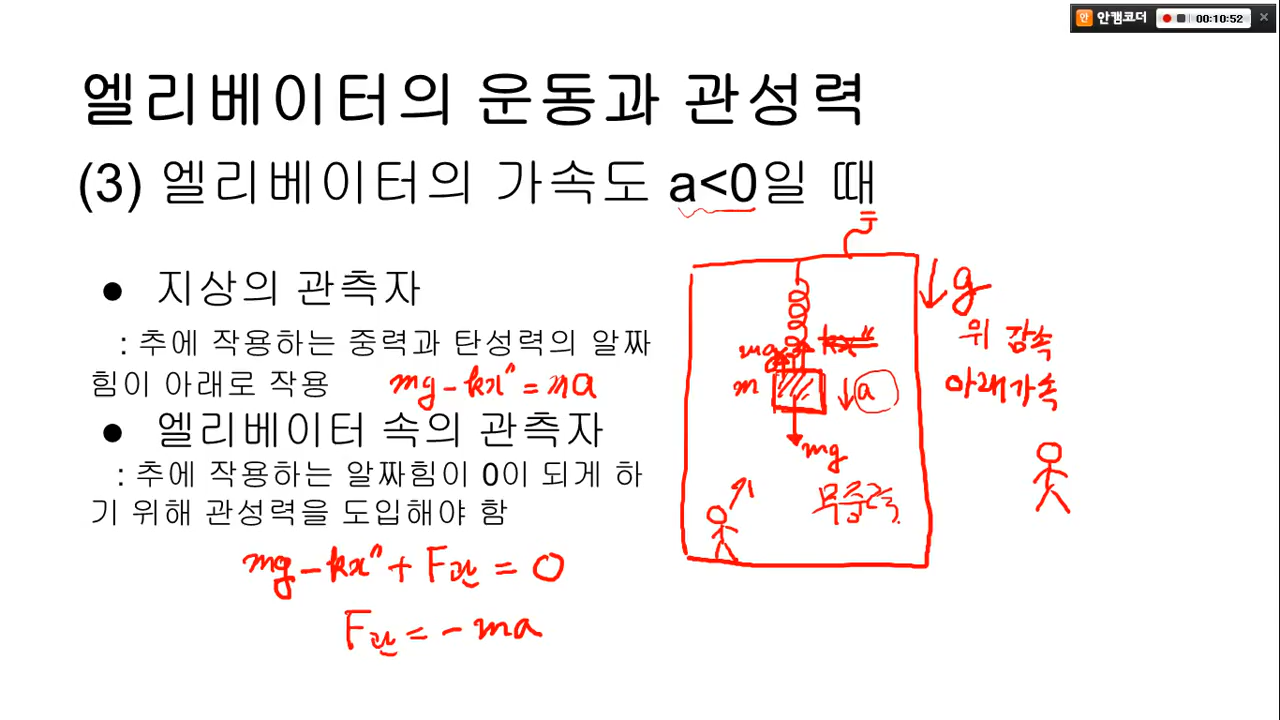 안캠코더 00:10:52
엘리베이터의 운동과 관성력
(3) 엘리베이터의 가속도 a<0일 때
● 지상의 관측자
: 추에 작용하는 중력과 탄성력의 알짜
힘이 아래로 작용 mg-kx"=ma
● 엘리베이터 속의 관측자
: 추에 작용하는 알짜힘이 0이 되게 하
기 위해 관성력을 도입해야 함
mg-kx"+F관=0
F관=-ma
g
위 감속
아래가속
mg kx"
m a
mg